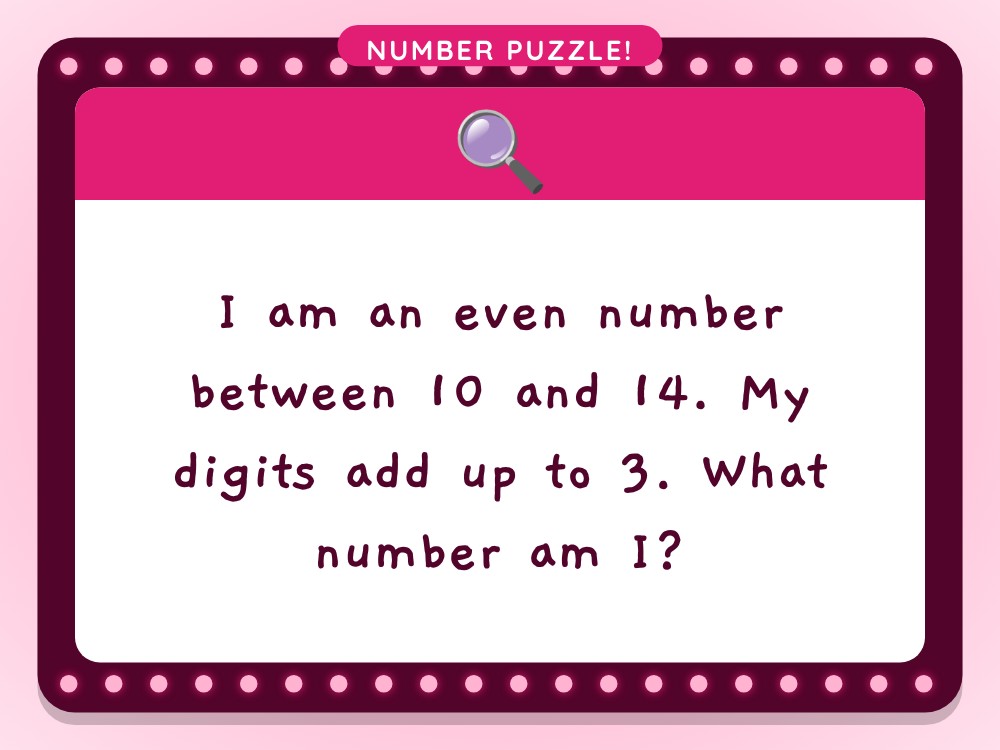 NUMBER PUZZLE!
I am an even number
between 10 and 14. My
digits add up to 3. What
number am I?